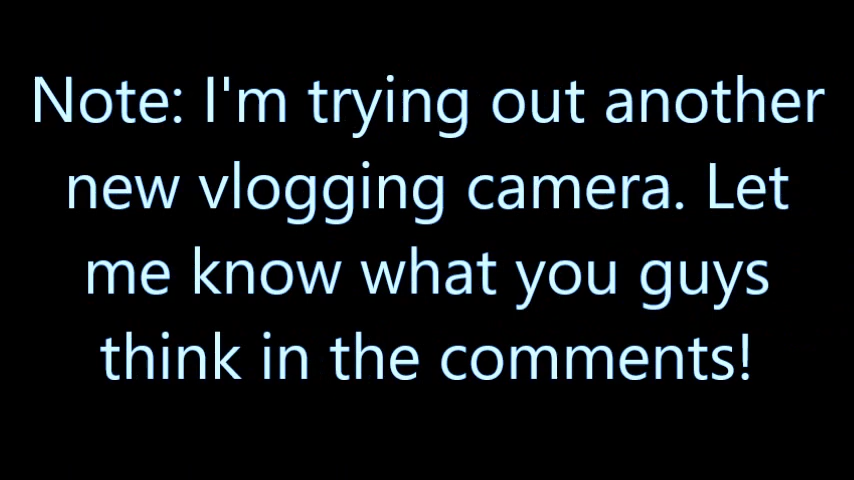 Note: I'm trying out another
new vlogging camera. Let
me know what you guys
think in the comments!